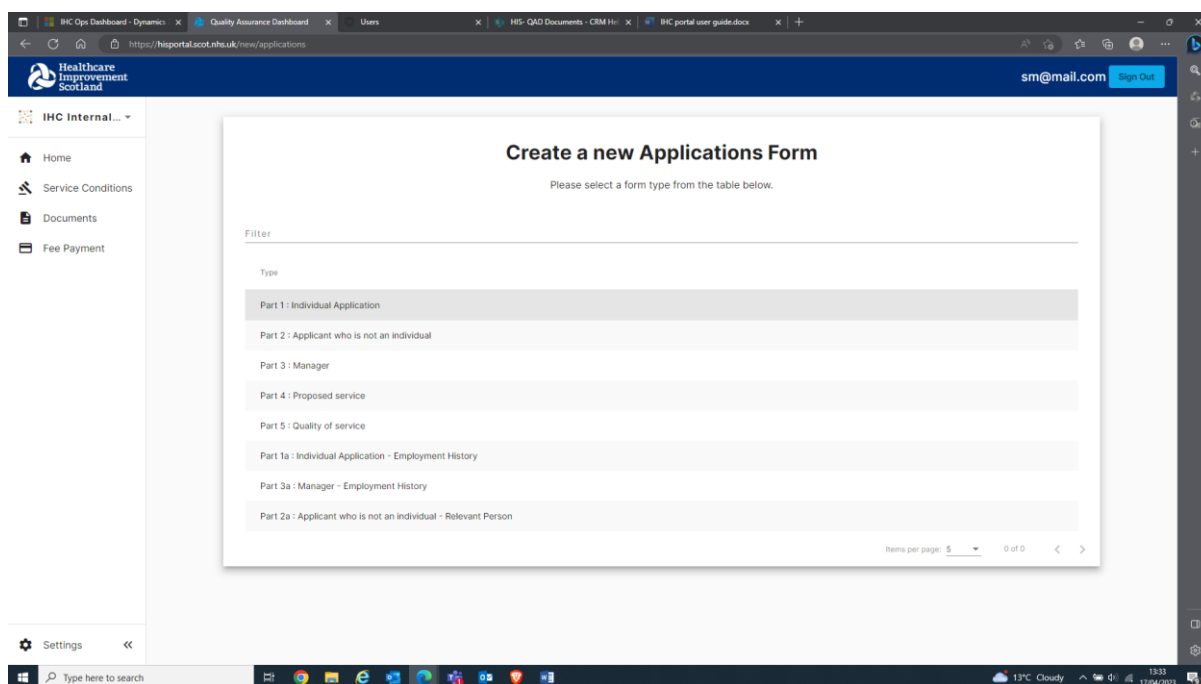 IHC Ops Dashboard - Dynamics
Quality Assurance Dashboard
Users
HIS- QAD Documents - CRM Hel
IHC portal user guide.docx
https://hisportal.scot.nhs.uk/new/applications
Healthcare
Improvement
Scotland
sm@mail.com
Sign Out
IHC Internal...
Home
Service Conditions
Documents
Fee Payment
Create a new Applications Form
Please select a form type from the table below.
Filter
Type
Part 1 : Individual Application
Part 2 : Applicant who is not an individual
Part 3 : Manager
Part 4 : Proposed service
Part 5 : Quality of service
Part 1a : Individual Application - Employment History
Part 3a : Manager - Employment History
Part 2a : Applicant who is not an individual - Relevant Person
Items per page: 5 0 of 0
Settings
Type here to search
13°C Cloudy
13:33
17/04/2023